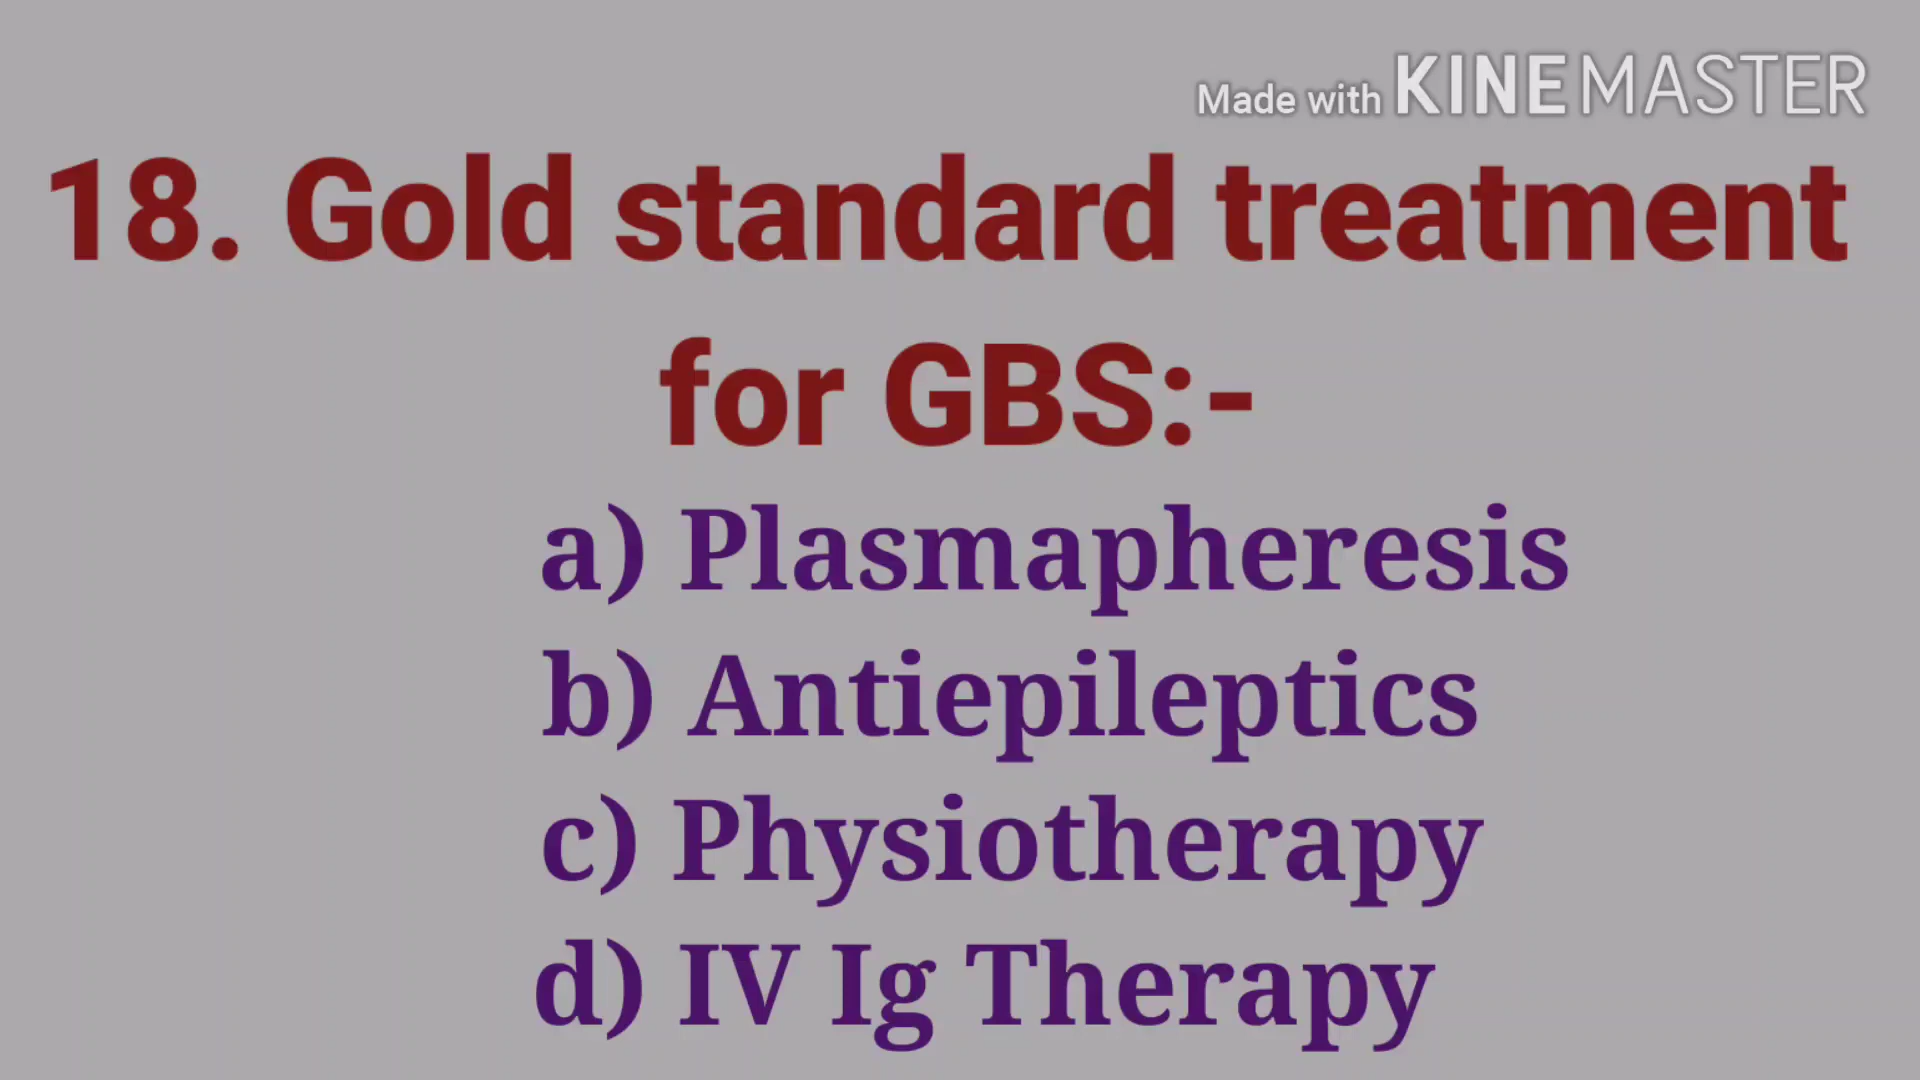 Made with KINEMASTER
18. Gold standard treatment
for GBS:-
a) Plasmapheresis
b) Antiepileptics
c) Physiotherapy
d) IV Ig Therapy